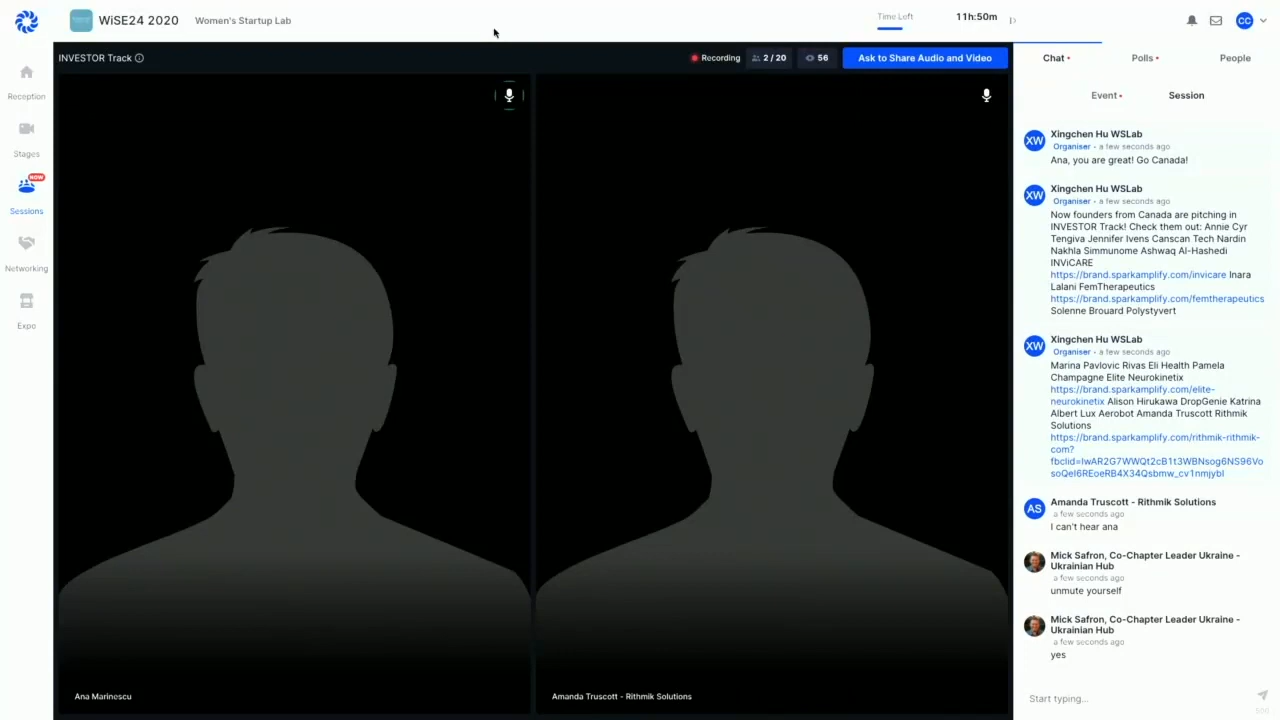 WiSE24 2020
Women's Startup Lab
Time Left
11h:50m
CC
INVESTOR Track
Recording
2 / 20
56
Ask to Share Audio and Video
Chat
Polls
People
Event
Session
Reception
Stages
NOW
Sessions
Networking
Expo
XW
Xingchen Hu WSLab
Organiser - a few seconds ago
Ana, you are great! Go Canada!
XW
Xingchen Hu WSLab
Organiser - a few seconds ago
Now founders from Canada are pitching in
INVESTOR Track! Check them out: Annie Cyr
Tengiva Jennifer Ivens Canscan Tech Nardin
Nakhla Simmunome Ashwaq Al-Hashedi
INViCARE
https://brand.sparkamplify.com/invicare Inara
Lalani FemTherapeutics
https://brand.sparkamplify.com/femtherapeutics
Solenne Brouard Polystyvert
XW
Xingchen Hu WSLab
Organiser - a few seconds ago
Marina Pavlovic Rivas Eli Health Pamela
Champagne Elite Neurokinetix
https://brand.sparkamplify.com/elite-
neurokinetix Alison Hirukawa DropGenie Katrina
Albert Lux Aerobot Amanda Truscott Rithmik
Solutions
https://brand.sparkamplify.com/rithmik-rithmik-
com?
fbclid=IwAR2G7WWQt2cB1t3WBNsog6NS96Vo
soQel6REoeRB4X34Qsbmw_cv1nmjybI
AS
Amanda Truscott - Rithmik Solutions
a few seconds ago
I can't hear ana
Mick Safron, Co-Chapter Leader Ukraine -
Ukrainian Hub
a few seconds ago
unmute yourself
Mick Safron, Co-Chapter Leader Ukraine -
Ukrainian Hub
a few seconds ago
yes
Ana Marinescu
Amanda Truscott - Rithmik Solutions
Start typing...
500